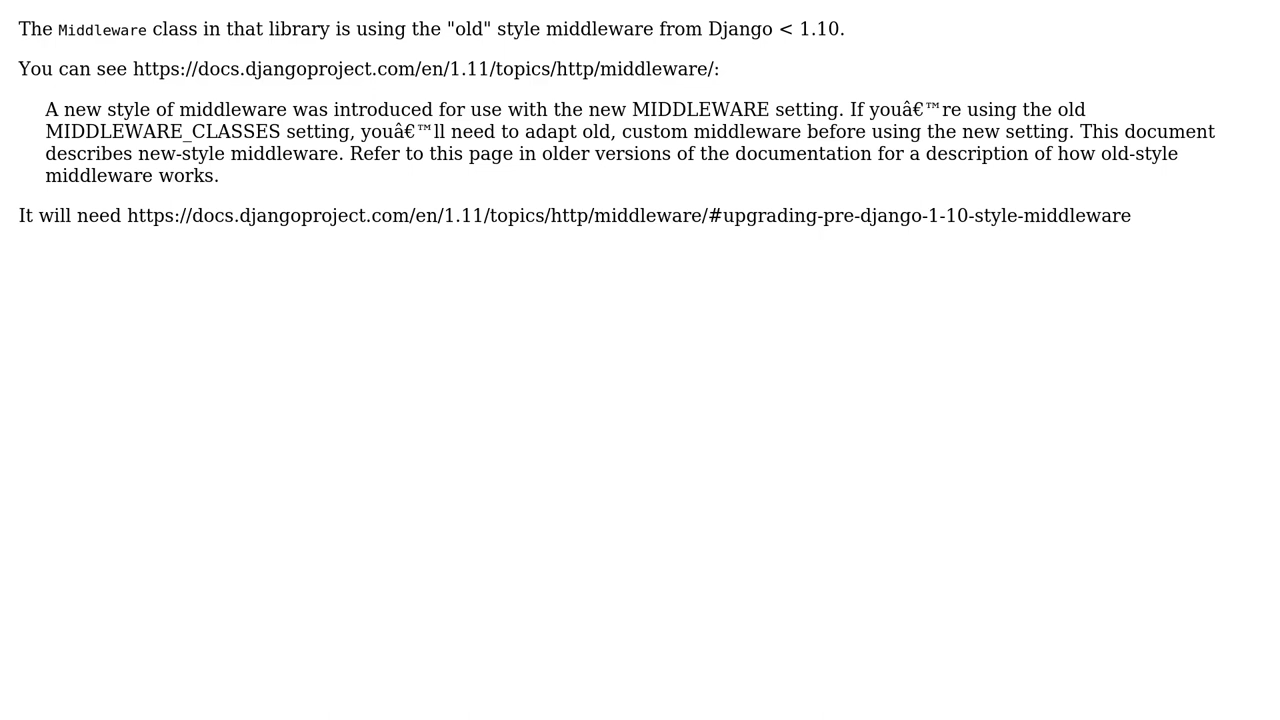 The Middleware class in that library is using the "old" style middleware from Django < 1.10.
You can see https://docs.djangoproject.com/en/1.11/topics/http/middleware/:
A new style of middleware was introduced for use with the new MIDDLEWARE setting. If youâ€™re using the old
MIDDLEWARE_CLASSES setting, youâ€™ll need to adapt old, custom middleware before using the new setting. This document
describes new-style middleware. Refer to this page in older versions of the documentation for a description of how old-style
middleware works.
It will need https://docs.djangoproject.com/en/1.11/topics/http/middleware/#upgrading-pre-django-1-10-style-middleware